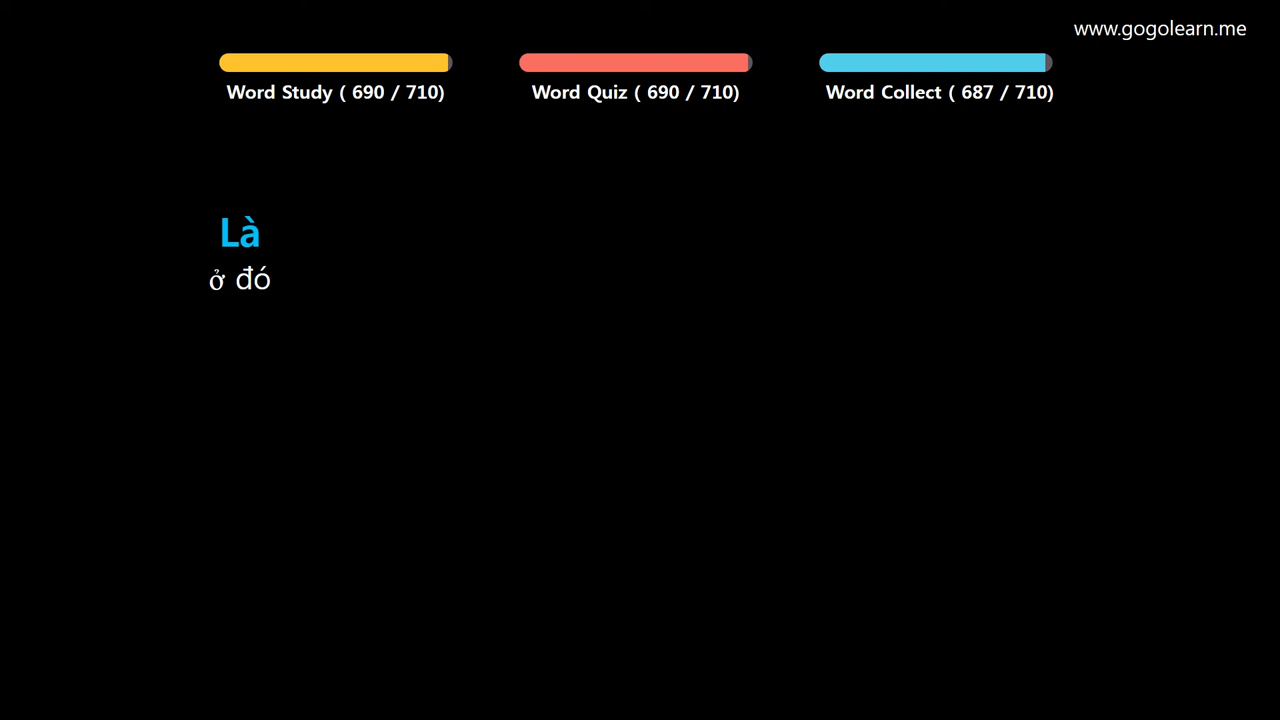 www.gogolearn.me
Word Study ( 690 / 710)
Word Quiz ( 690 / 710)
Word Collect ( 687 / 710)
Là
ở đó